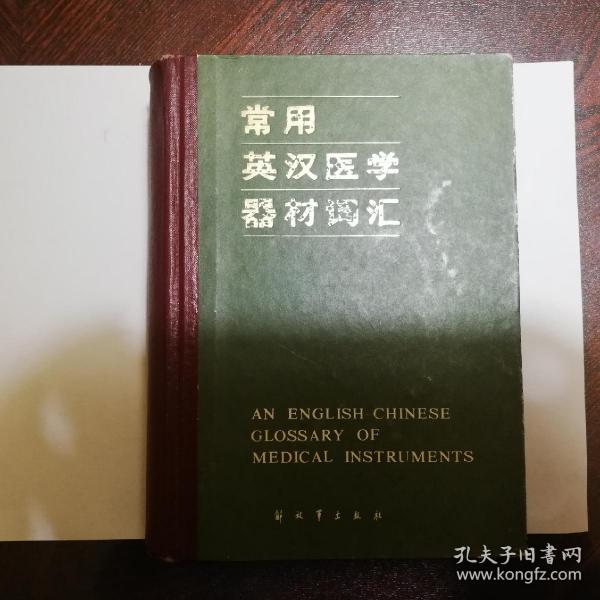 常用
英汉医学
器材词汇
AN ENGLISH-CHINESE
GLOSSARY OF
MEDICAL INSTRUMENTS
解放军出版社
孔夫子旧书网
www.kongfz.com